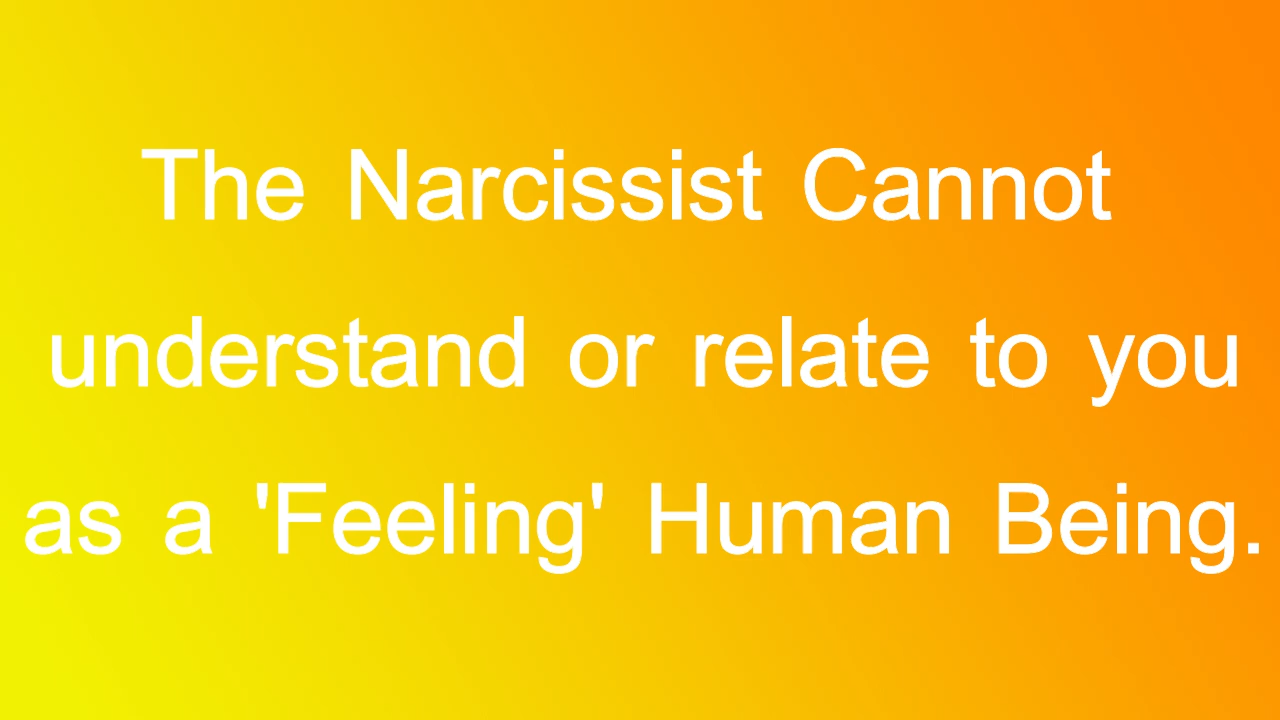 The Narcissist Cannot
understand or relate to you
as a 'Feeling' Human Being.